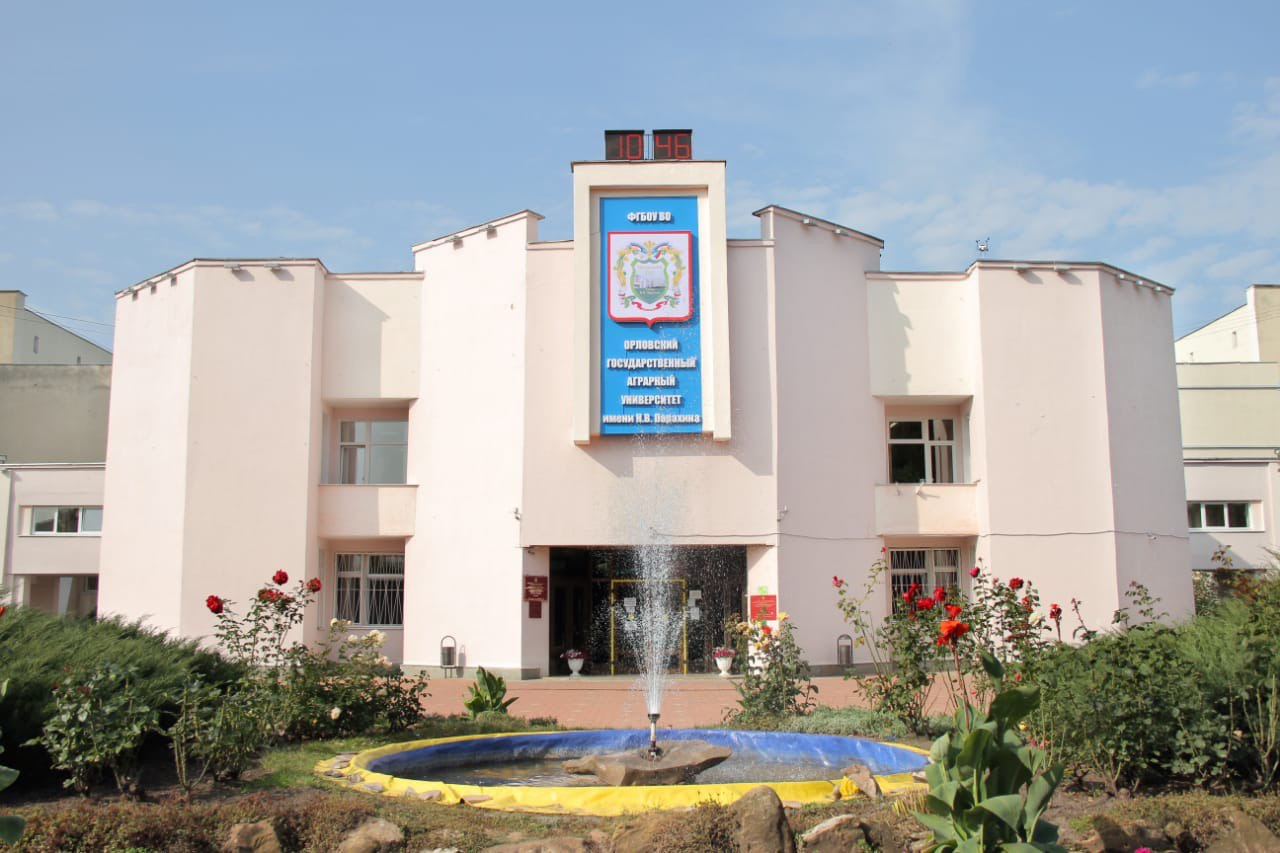 10 46
ФГБОУ ВО
ОРЛОВСКИЙ
ГОСУДАРСТВЕННЫЙ
АГРАРНЫЙ
УНИВЕРСИТЕТ
имени Н.В. Парахина